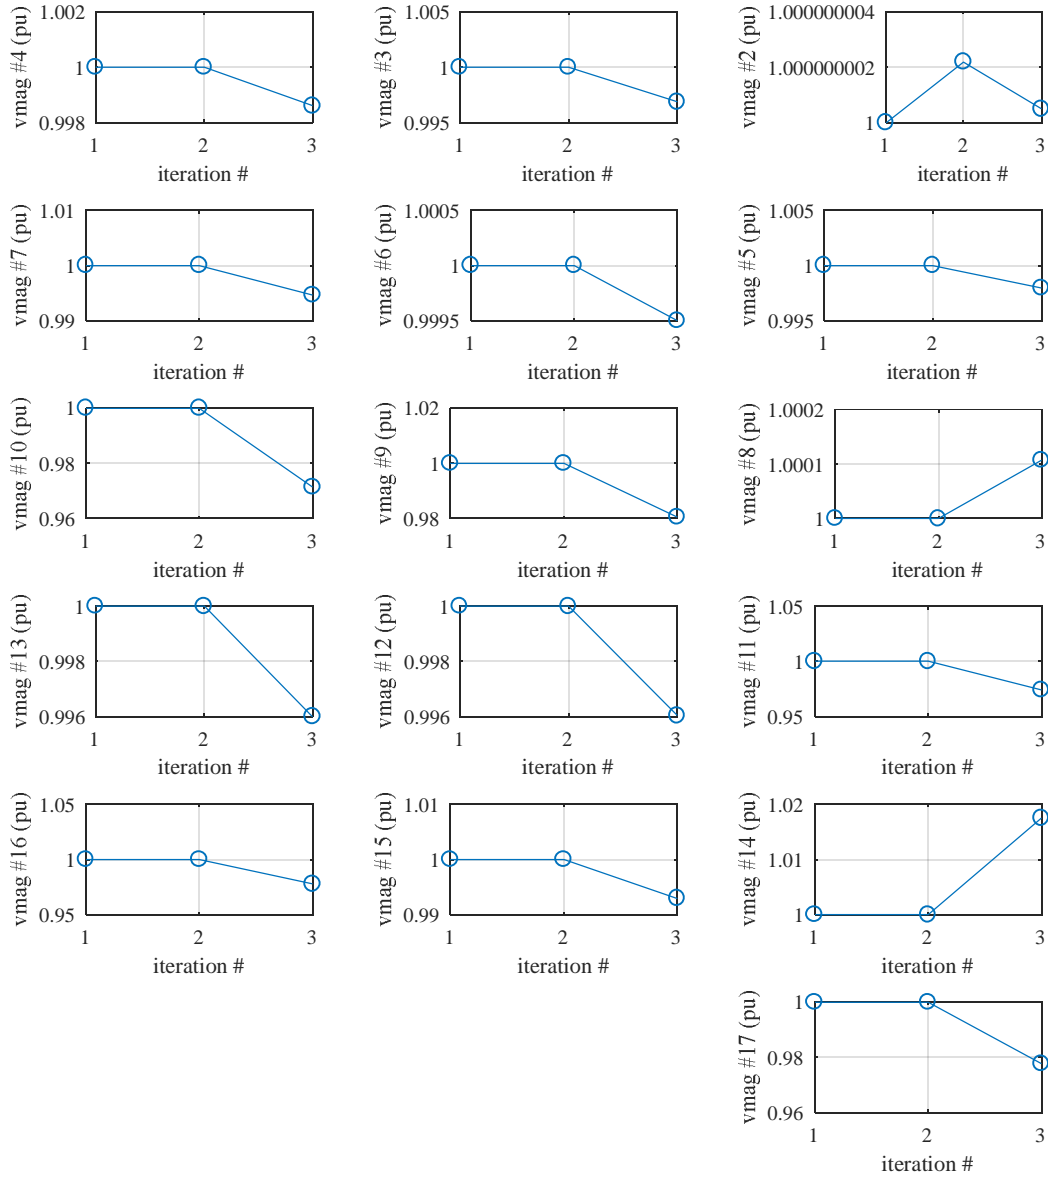 vmag #4 (pu)
1.002
1
0.998
1 2 3
iteration #
vmag #3 (pu)
1.005
1
0.995
1 2 3
iteration #
vmag #2 (pu)
1.000000004
1.000000002
1
1 2 3
iteration #
vmag #7 (pu)
1.01
1
0.99
1 2 3
iteration #
vmag #6 (pu)
1.0005
1
0.9995
1 2 3
iteration #
vmag #5 (pu)
1.005
1
0.995
1 2 3
iteration #
vmag #10 (pu)
1
0.98
0.96
1 2 3
iteration #
vmag #9 (pu)
1.02
1
0.98
1 2 3
iteration #
vmag #8 (pu)
1.0002
1.0001
1
1 2 3
iteration #
vmag #13 (pu)
1
0.998
0.996
1 2 3
iteration #
vmag #12 (pu)
1
0.998
0.996
1 2 3
iteration #
vmag #11 (pu)
1.05
1
0.95
1 2 3
iteration #
vmag #16 (pu)
1.05
1
0.95
1 2 3
iteration #
vmag #15 (pu)
1.01
1
0.99
1 2 3
iteration #
vmag #14 (pu)
1.02
1.01
1
1 2 3
iteration #
vmag #17 (pu)
1
0.98
0.96
1 2 3
iteration #